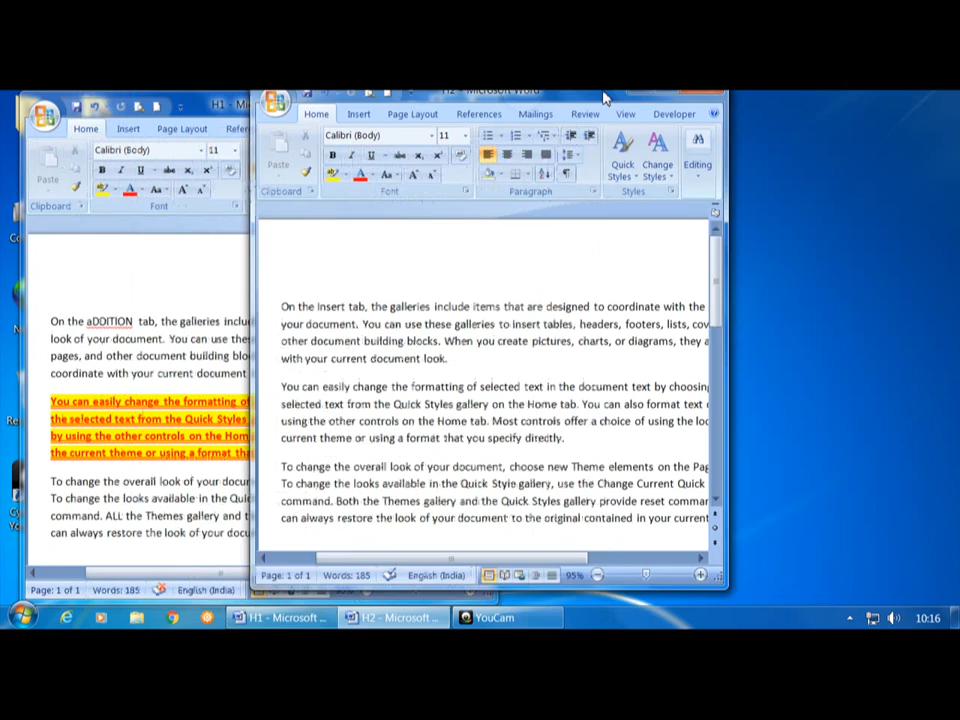 H1 - Mi
H2 - Microsoft Word
Home Insert Page Layout Refer
Home Insert Page Layout References Mailings Review View Developer
Calibri (Body) 11
Calibri (Body) 11
Paste
Clipboard Font
Paste
Quick Styles
Change Styles
Editing
Clipboard Font Paragraph Styles
On the aDDITION tab, the galleries inclu
look of your document. You can use thes
pages, and other document building blo
coordinate with your current document
You can easily change the formatting of
the selected text from the Quick Styles
by using the other controls on the Hom
the current theme or using a format tha
To change the overall look of your docur
To change the looks available in the Quic
command. ALL the Themes gallery and t
can always restore the look of your docu
On the Insert tab, the galleries include items that are designed to coordinate with the
your document. You can use these galleries to insert tables, headers, footers, lists, cov
other document building blocks. When you create pictures, charts, or diagrams, they a
with your current document look.
You can easily change the formatting of selected text in the document text by choosing
selected text from the Quick Styles gallery on the Home tab. You can also format text
using the other controls on the Home tab. Most controls offer a choice of using the loo
current theme or using a format that you specify directly.
To change the overall look of your document, choose new Theme elements on the Pag
To change the looks available in the Quick Style gallery, use the Change Current Quick
command. Both the Themes gallery and the Quick Styles gallery provide reset commar
can always restore the look of your document to the original contained in your current
Page: 1 of 1 Words: 185 English (India)
Page: 1 of 1 Words: 185 English (India) 95%
H1 - Microsoft ... H2 - Microsoft ... YouCam 10:16